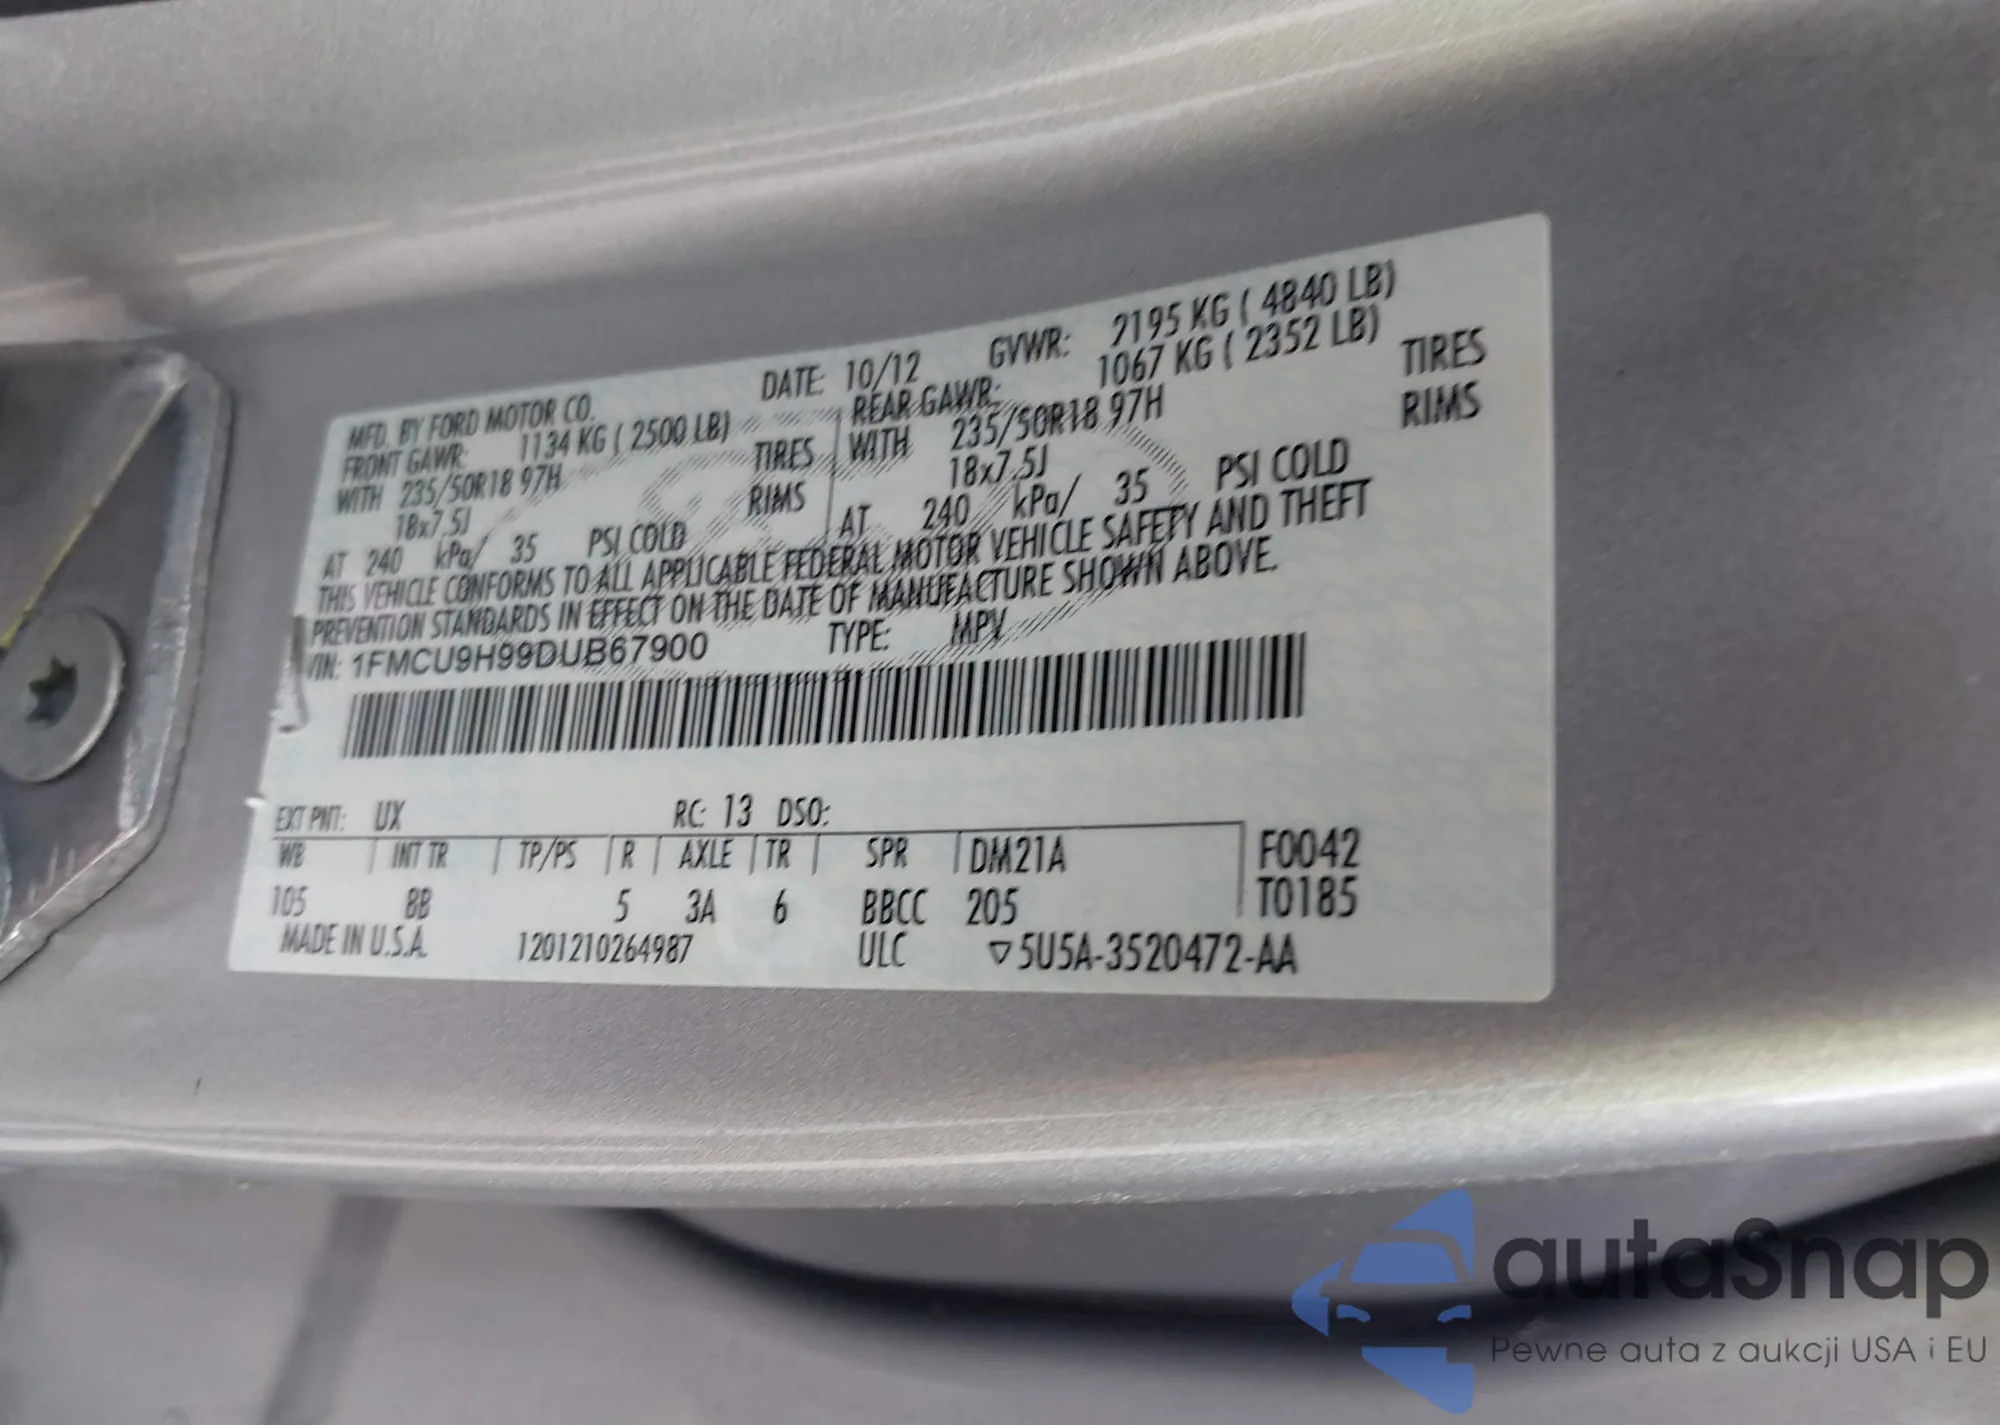 MFD. BY FORD MOTOR CO. DATE: 10/12 GVWR: 2195 KG ( 4840 LB)
FRONT GAWR: 1134 KG ( 2500 LB) REAR GAWR: 1067 KG ( 2352 LB)
WITH 235/50R18 97H TIRES WITH 235/50R18 97H TIRES
18x7.5J RIMS 18x7.5J RIMS
AT 240 kPa/ 35 PSI COLD AT 240 kPa/ 35 PSI COLD
THIS VEHICLE CONFORMS TO ALL APPLICABLE FEDERAL MOTOR VEHICLE SAFETY AND THEFT
PREVENTION STANDARDS IN EFFECT ON THE DATE OF MANUFACTURE SHOWN ABOVE.
VIN: 1FMCU9H99DUB67900 TYPE: MPV
EXT PNT: UX RC: 13 DSO:
WB INT TR TP/PS R AXLE TR SPR DM21A F0042
105 8B 5 3A 6 BBCC 205 T0185
MADE IN U.S.A. 1201210264987 ULC ▽5U5A-3520472-AA
autaSnap
Pewne auta z aukcji USA i EU